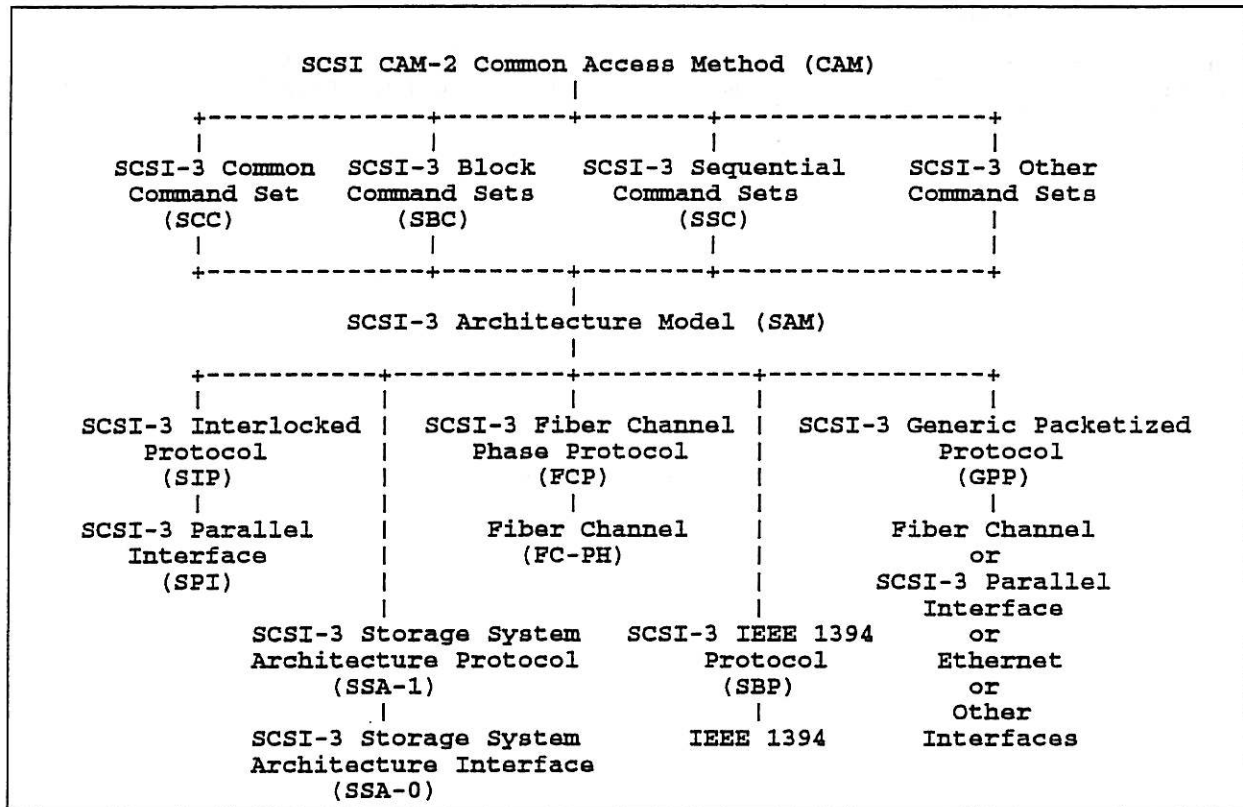 SCSI CAM-2 Common Access Method (CAM)
SCSI-3 Common SCSI-3 Block SCSI-3 Sequential SCSI-3 Other
Command Set Command Sets Command Sets Command Sets
(SCC) (SBC) (SSC)
SCSI-3 Architecture Model (SAM)
SCSI-3 Interlocked SCSI-3 Fiber Channel SCSI-3 Generic Packetized
Protocol Phase Protocol Protocol
(SIP) (FCP) (GPP)
SCSI-3 Parallel Fiber Channel Fiber Channel
Interface (FC-PH) or
(SPI) SCSI-3 Parallel
Interface
SCSI-3 Storage System SCSI-3 IEEE 1394 or
Architecture Protocol Protocol Ethernet
(SSA-1) (SBP) or
Other
SCSI-3 Storage System IEEE 1394 Interfaces
Architecture Interface
(SSA-0)